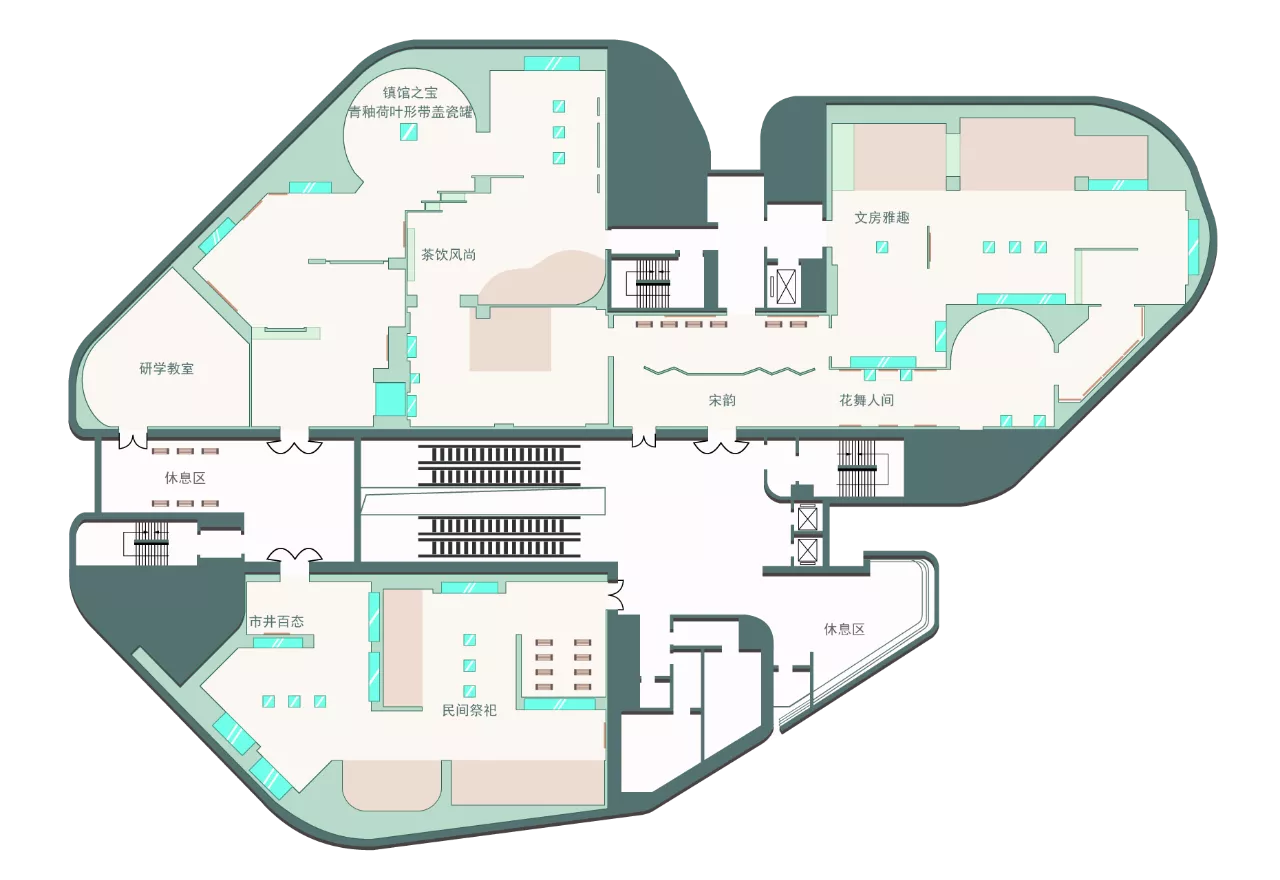 镇馆之宝
青釉荷叶形带盖瓷罐
文房雅趣
茶饮风尚
研学教室
宋韵
花舞人间
休息区
市井百态
休息区
民间祭祀